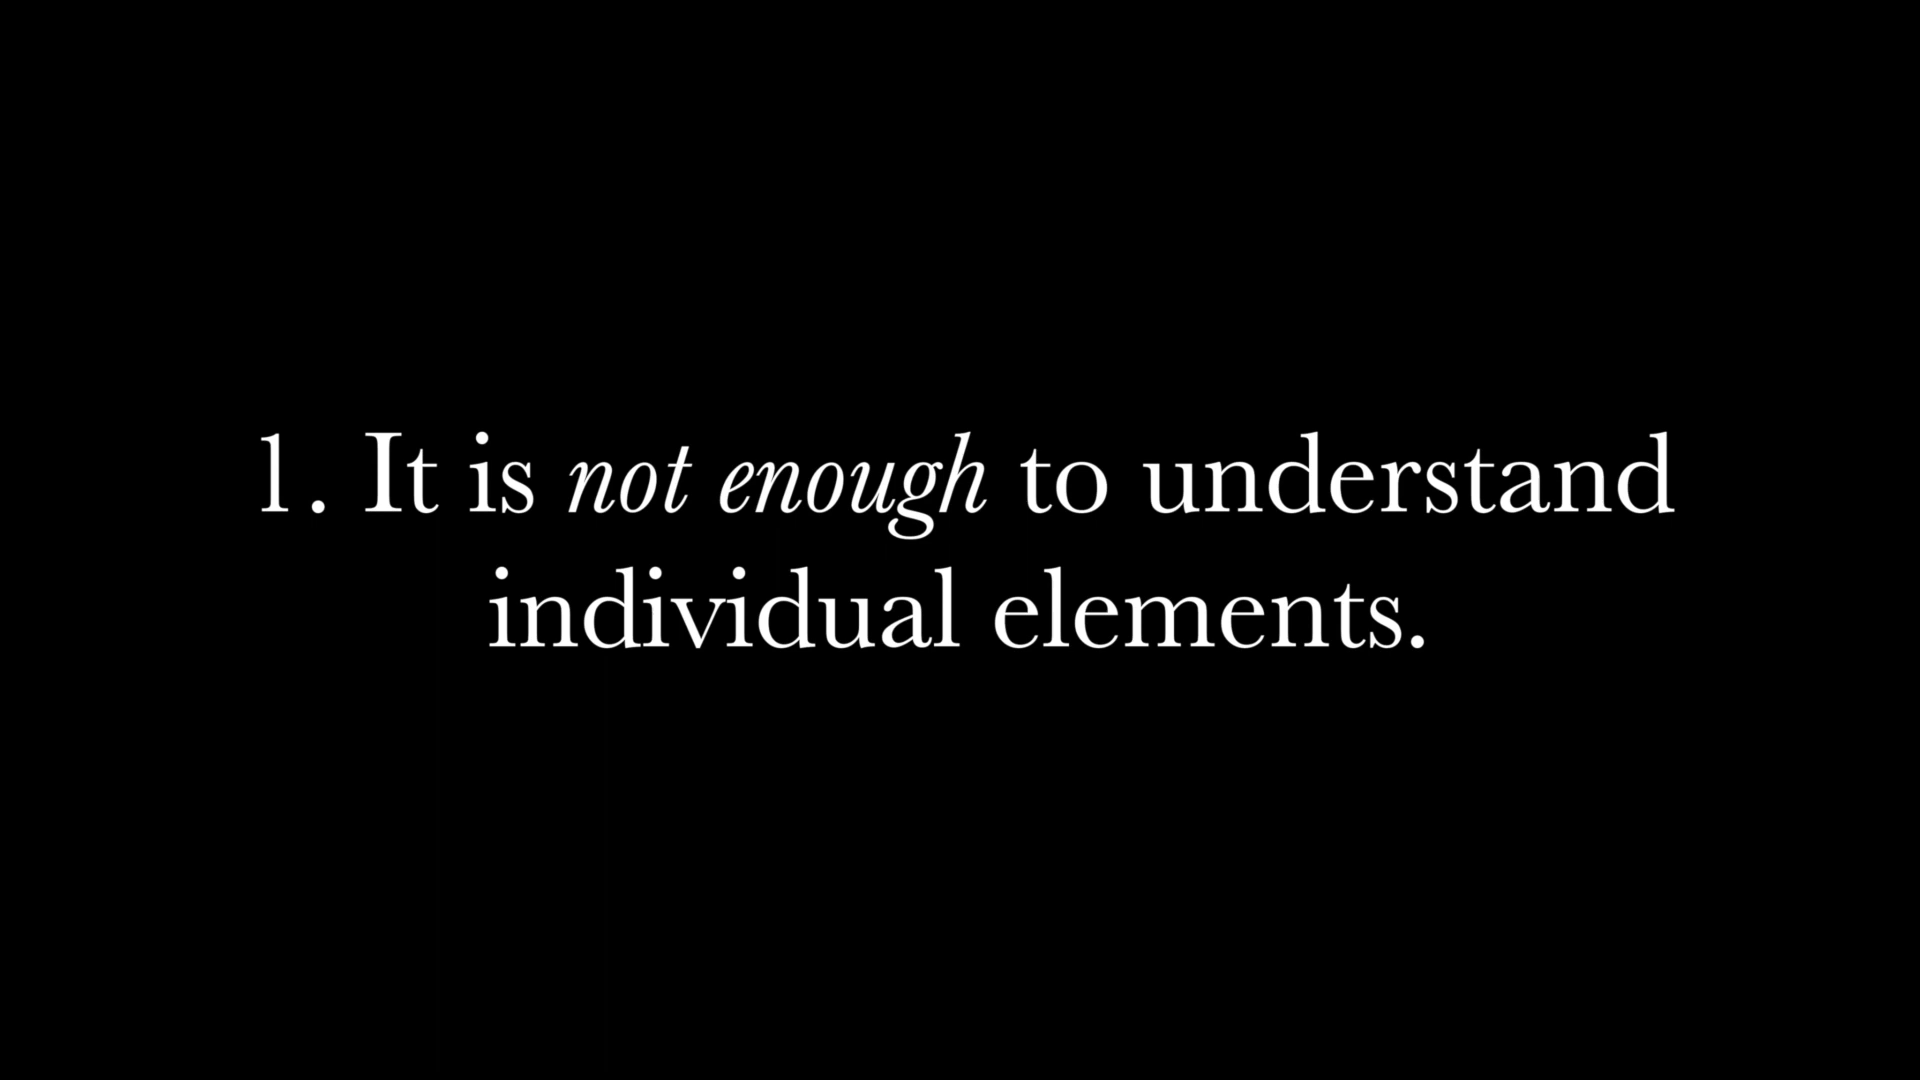 1. It is not enough to understand
individual elements.